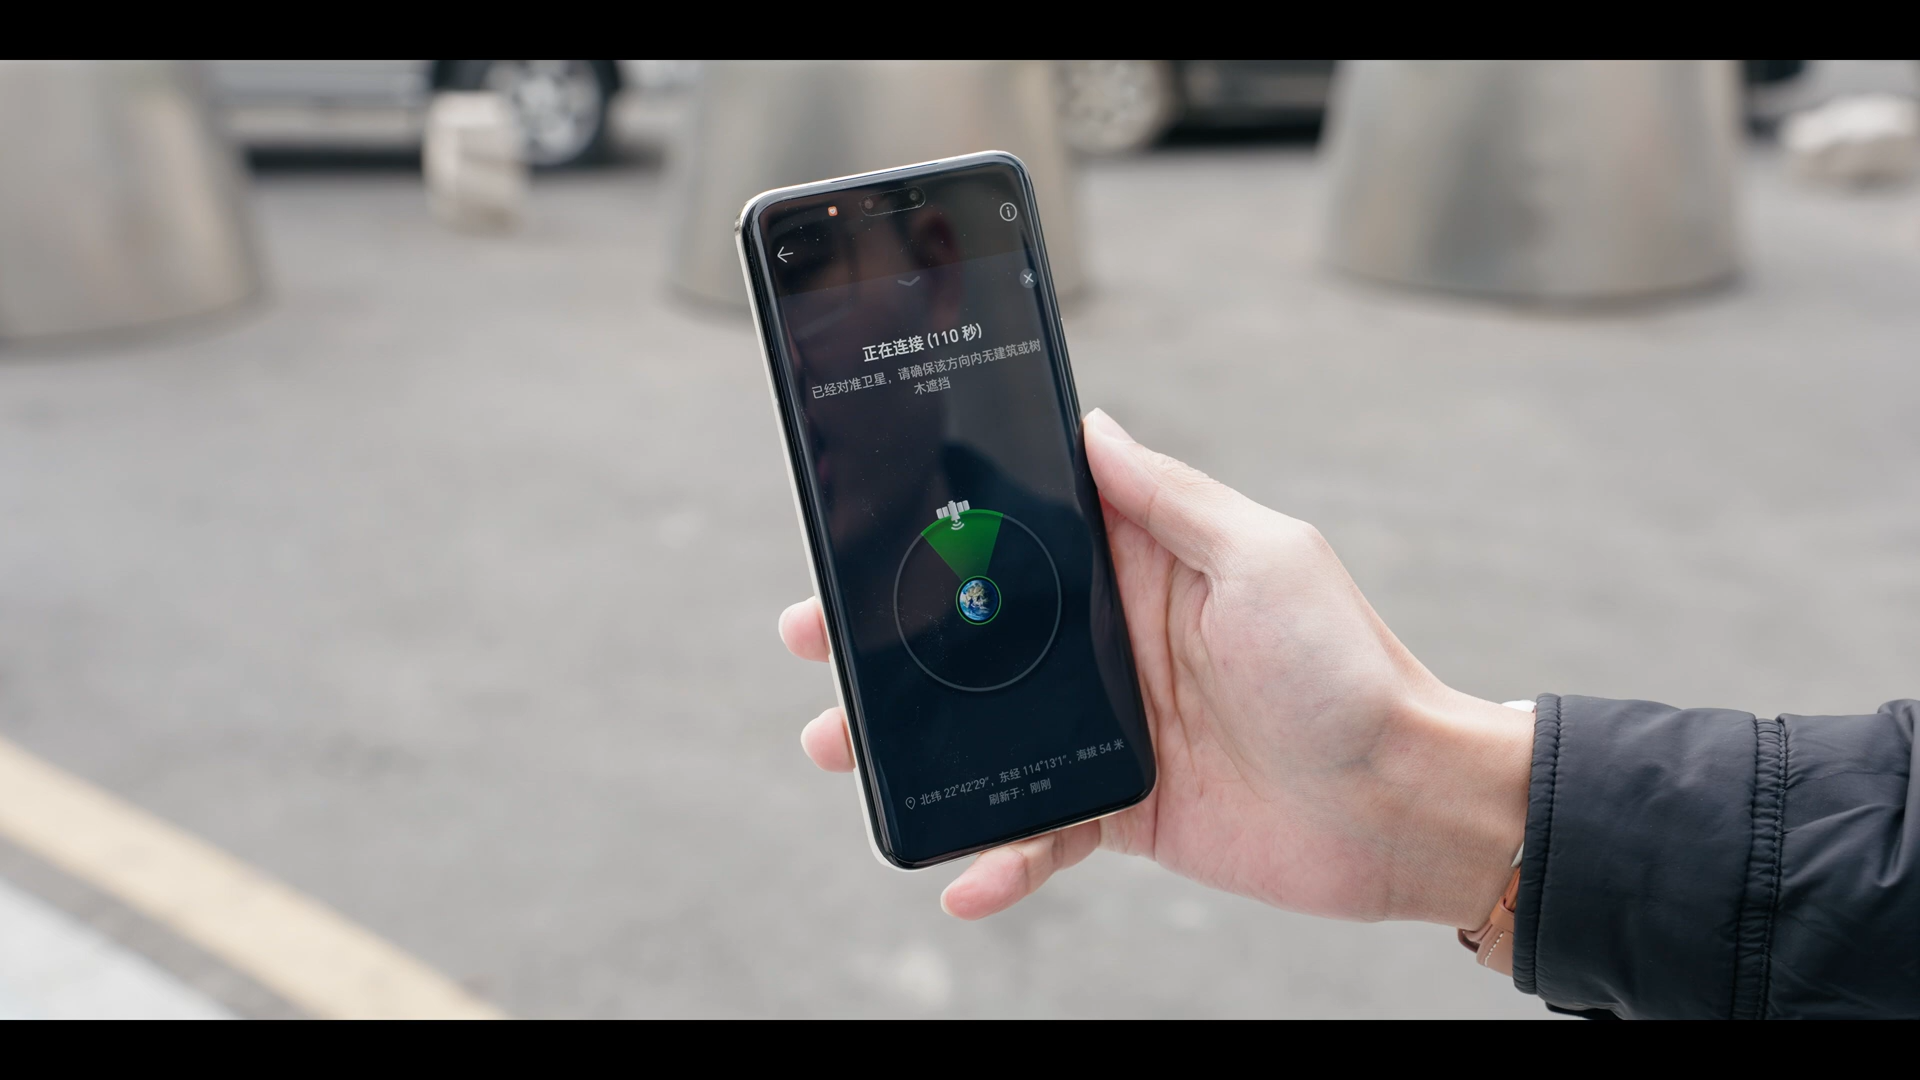 正在连接 (110 秒)
已经对准卫星，请确保该方向内无建筑或树
木遮挡
北纬 22°42'29"，东经 114°13'1"，海拔 54 米
刷新于：刚刚